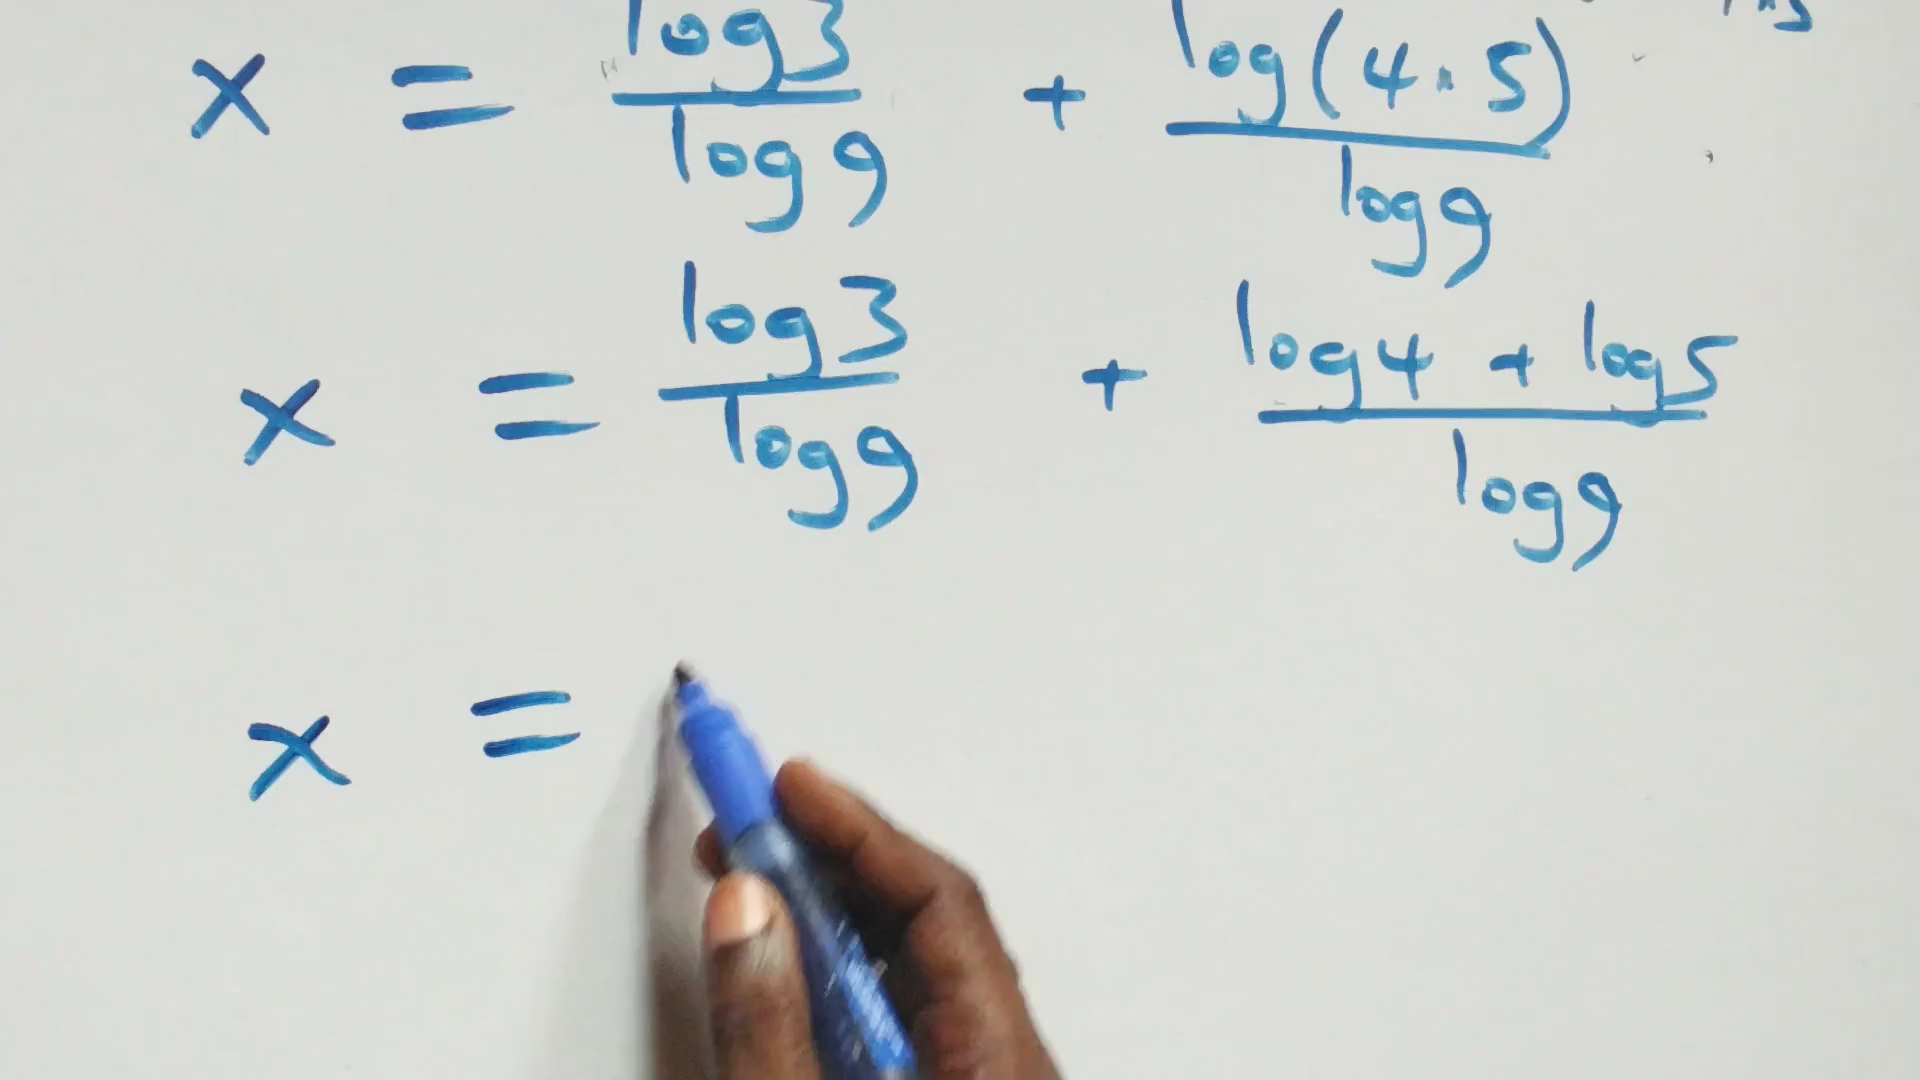 x = log3/log9 + log(4×5)/log9
x = log3/log9 + log4 + log5/log9
x =